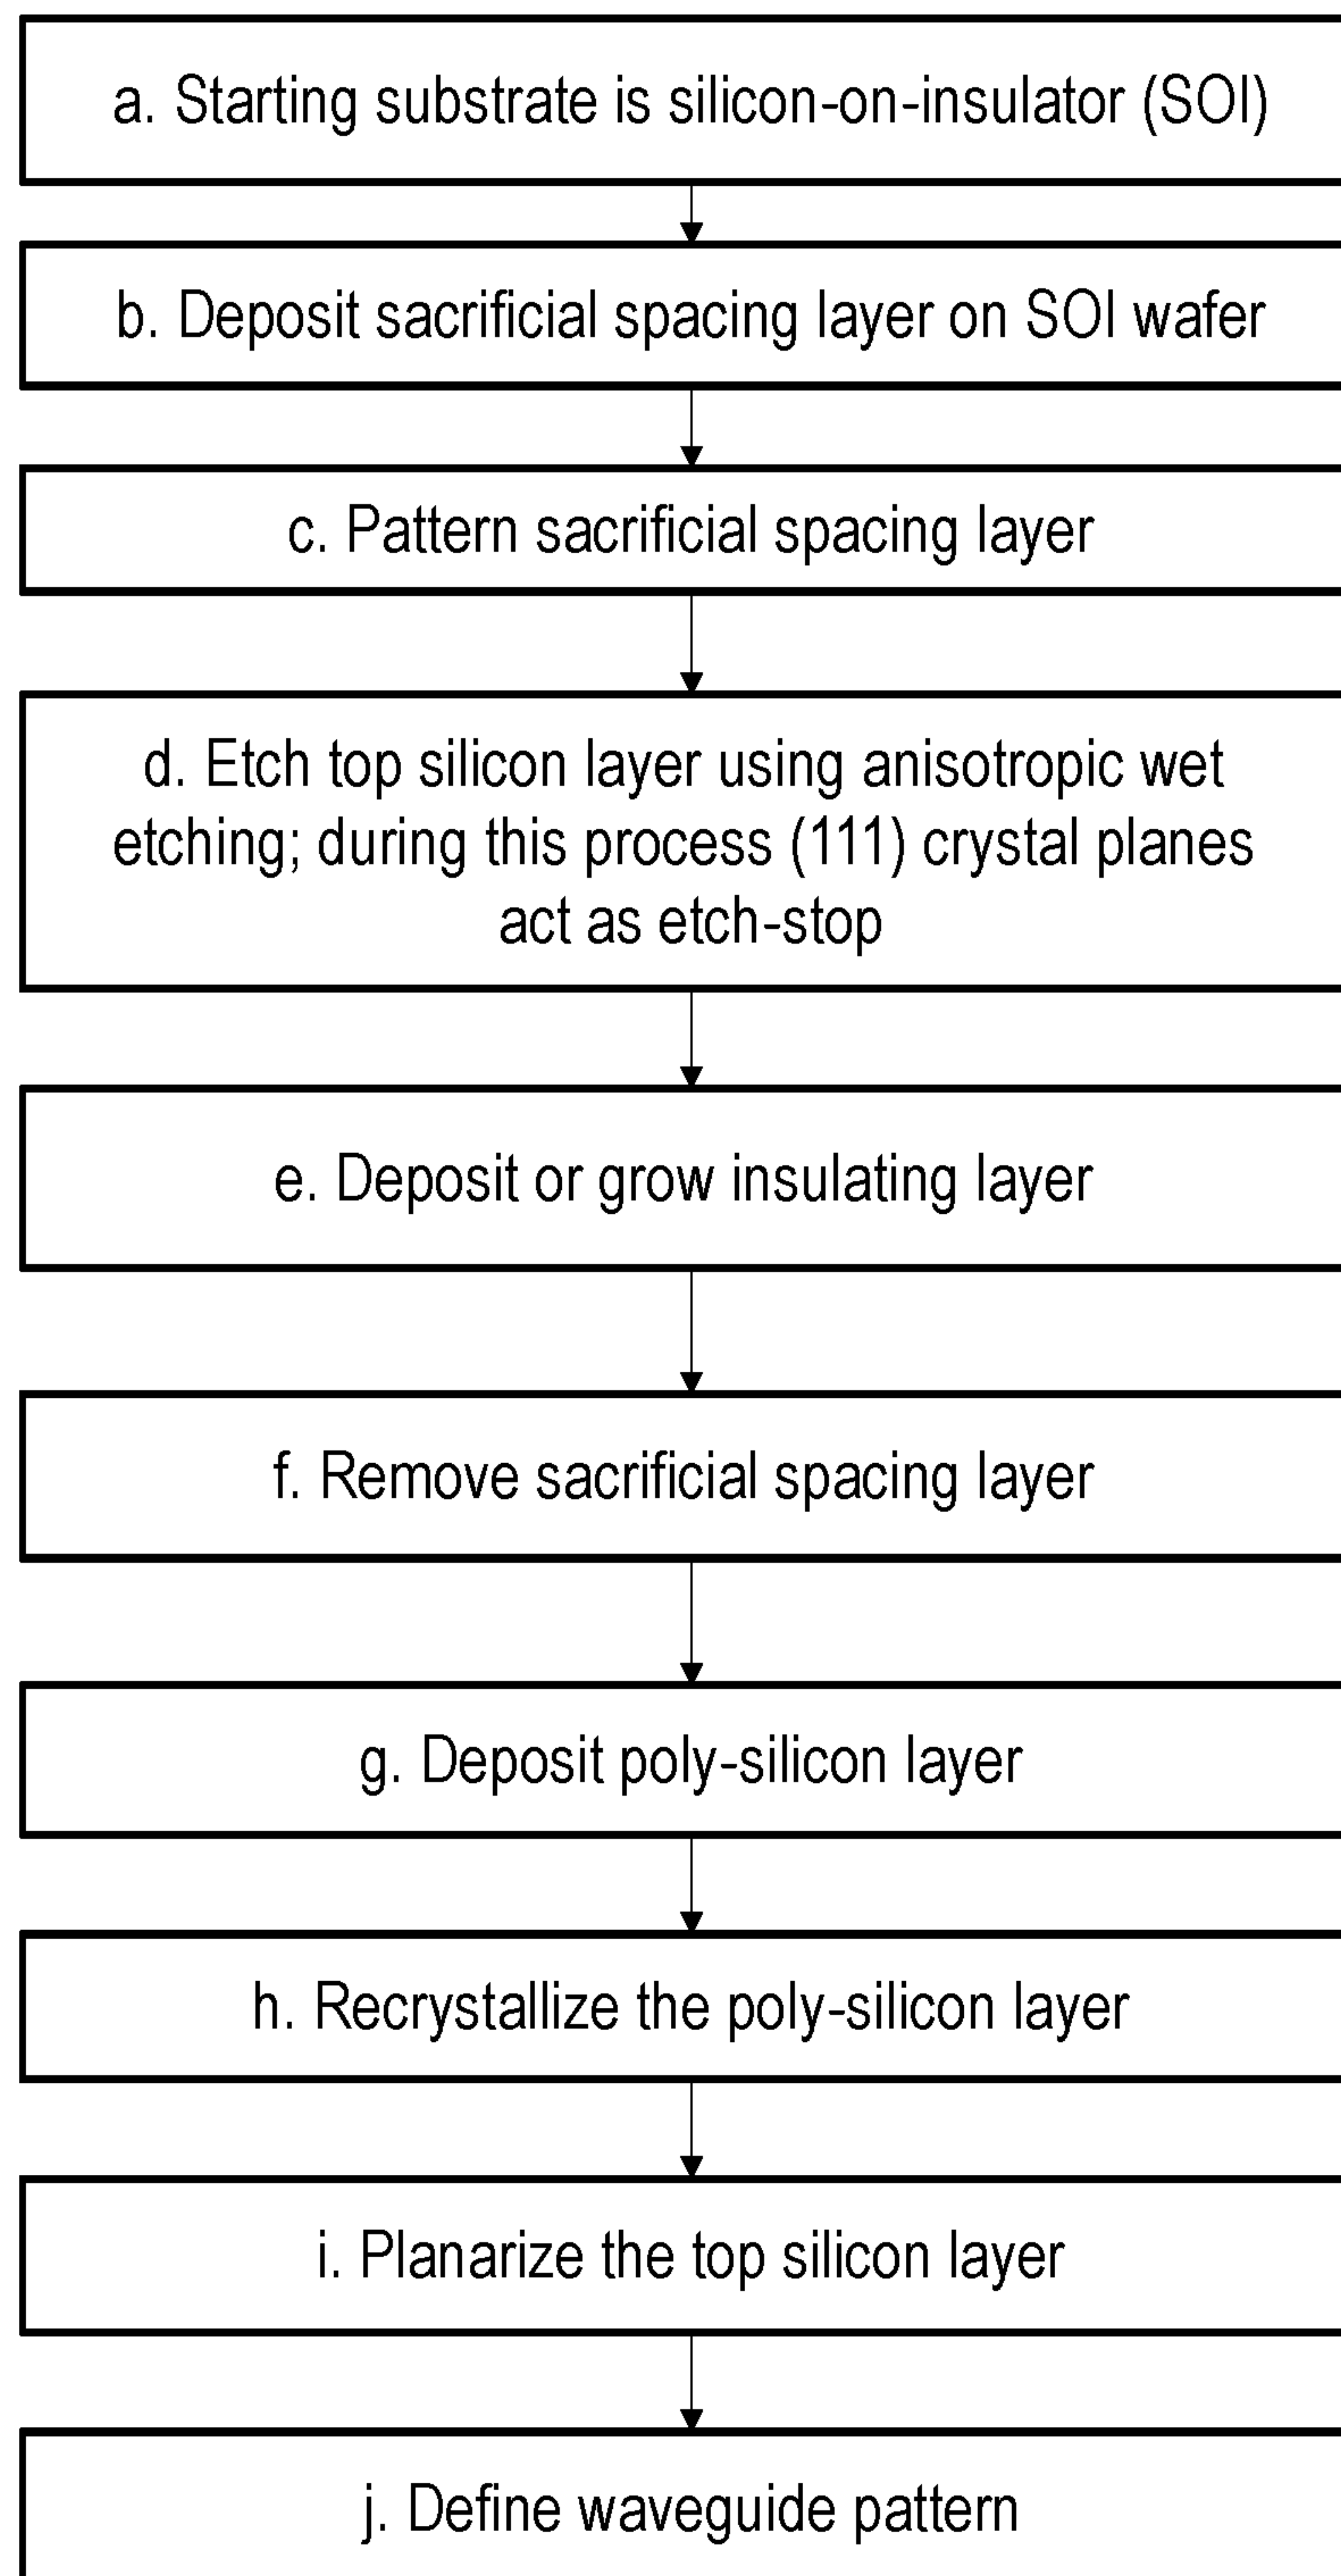 a. Starting substrate is silicon-on-insulator (SOI)
b. Deposit sacrificial spacing layer on SOI wafer
c. Pattern sacrificial spacing layer
d. Etch top silicon layer using anisotropic wet
etching; during this process (111) crystal planes
act as etch-stop
e. Deposit or grow insulating layer
f. Remove sacrificial spacing layer
g. Deposit poly-silicon layer
h. Recrystallize the poly-silicon layer
i. Planarize the top silicon layer
j. Define waveguide pattern